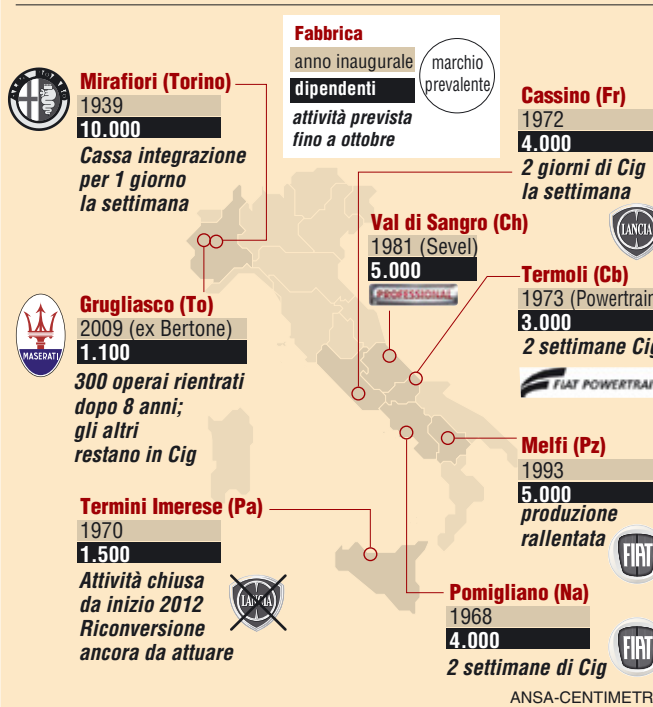 Fabbrica
anno inaugurale
dipendenti
attività prevista
fino a ottobre
marchio
prevalente
Mirafiori (Torino)
1939
10.000
Cassa integrazione
per 1 giorno
la settimana
Cassino (Fr)
1972
4.000
2 giorni di Cig
la settimana
LANCIA
Val di Sangro (Ch)
1981 (Sevel)
5.000
PROFESSIONAL
Termoli (Cb)
1973 (Powertrain
3.000
2 settimane Cig
FIAT POWERTRAI
Grugliasco (To)
2009 (ex Bertone)
1.100
300 operai rientrati
dopo 8 anni;
gli altri
restano in Cig
MASERATI
Melfi (Pz)
1993
5.000
produzione
rallentata
FIAT
Termini Imerese (Pa)
1970
1.500
Attività chiusa
da inizio 2012
Riconversione
ancora da attuare
LANCIA
Pomigliano (Na)
1968
4.000
2 settimane di Cig
FIAT
ANSA-CENTIMETR